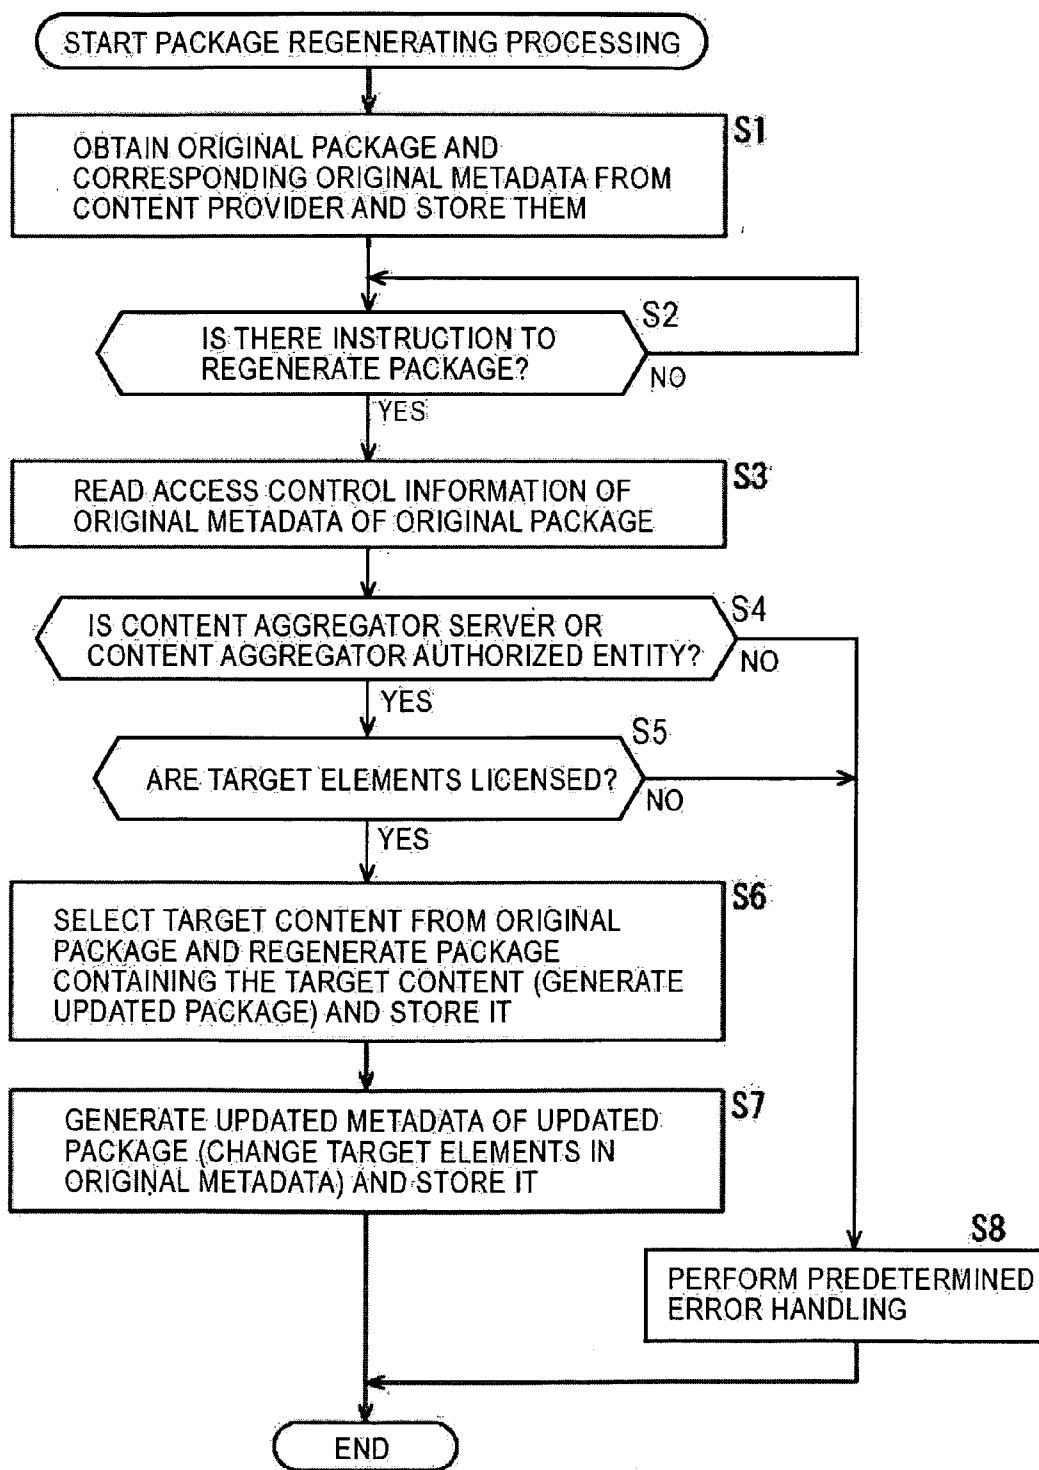 START PACKAGE REGENERATING PROCESSING
S1
OBTAIN ORIGINAL PACKAGE AND
CORRESPONDING ORIGINAL METADATA FROM
CONTENT PROVIDER AND STORE THEM
S2
IS THERE INSTRUCTION TO
REGENERATE PACKAGE?
NO
YES
S3
READ ACCESS CONTROL INFORMATION OF
ORIGINAL METADATA OF ORIGINAL PACKAGE
S4
IS CONTENT AGGREGATOR SERVER OR
CONTENT AGGREGATOR AUTHORIZED ENTITY?
NO
YES
S5
ARE TARGET ELEMENTS LICENSED?
NO
YES
S6
SELECT TARGET CONTENT FROM ORIGINAL
PACKAGE AND REGENERATE PACKAGE
CONTAINING THE TARGET CONTENT (GENERATE
UPDATED PACKAGE) AND STORE IT
S7
GENERATE UPDATED METADATA OF UPDATED
PACKAGE (CHANGE TARGET ELEMENTS IN
ORIGINAL METADATA) AND STORE IT
S8
PERFORM PREDETERMINED
ERROR HANDLING
END